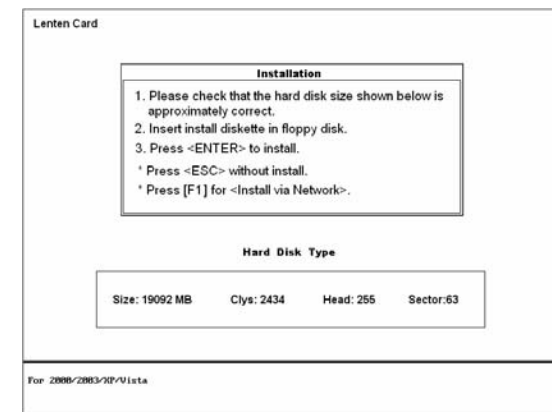 Lenten Card
Installation
1. Please check that the hard disk size shown below is
approximately correct.
2. Insert install diskette in floppy disk.
3. Press <ENTER> to install.
* Press <ESC> without install.
* Press [F1] for <Install via Network>.
Hard Disk Type
Size: 19092 MB Clys: 2434 Head: 255 Sector:63
For 2000/2003/XP/Vista